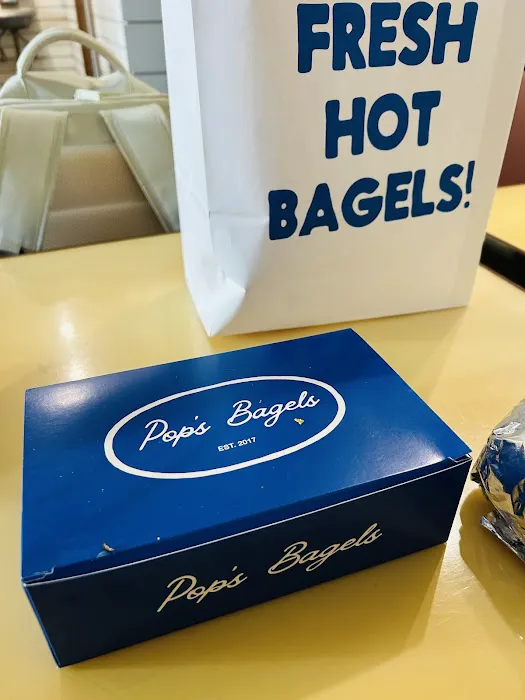 FRESH
HOT
BAGELS!
Pop's Bagels
EST. 2017
Pop's Bagels